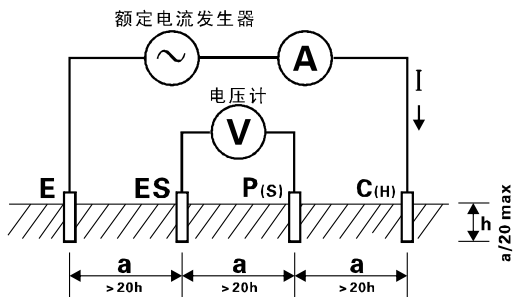 额定电流发生器
A
I
电压计
V
E ES P(S) C(H)
h
a/20 max
a a a
>20h >20h >20h